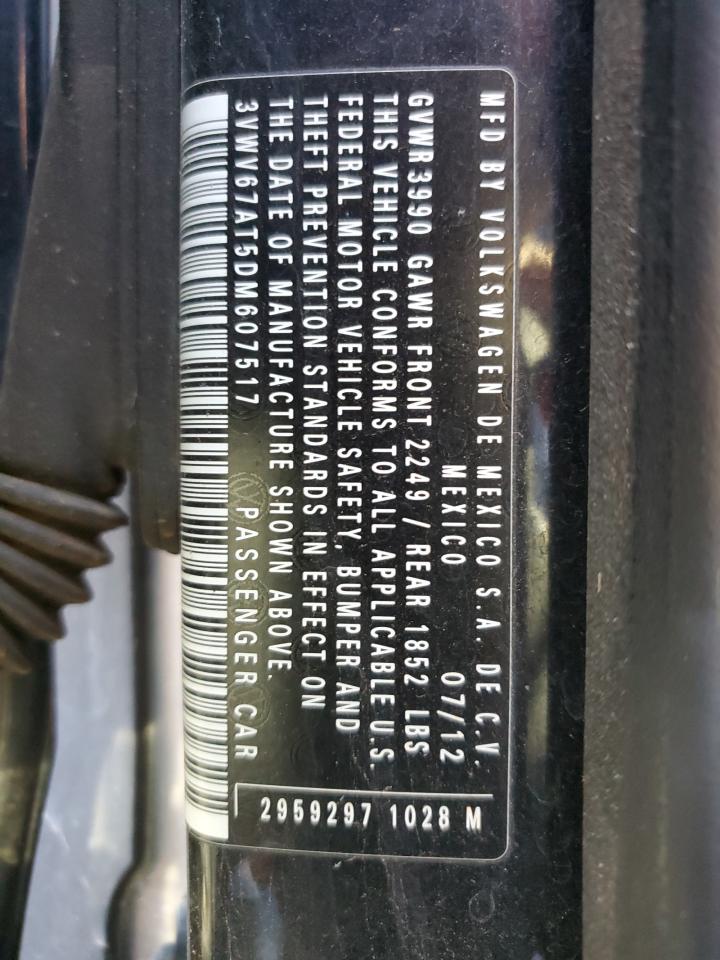 MFD BY VOLKSWAGEN DE MEXICO S.A. DE C.V.
MEXICO 07/12
GVWR 3990 GAWR FRONT 2249 / REAR 1852 LBS
THIS VEHICLE CONFORMS TO ALL APPLICABLE U.S.
FEDERAL MOTOR VEHICLE SAFETY, BUMPER AND
THEFT PREVENTION STANDARDS IN EFFECT ON
THE DATE OF MANUFACTURE SHOWN ABOVE.
3VWV67AT5DM607517 PASSENGER CAR
2959297 1028 M